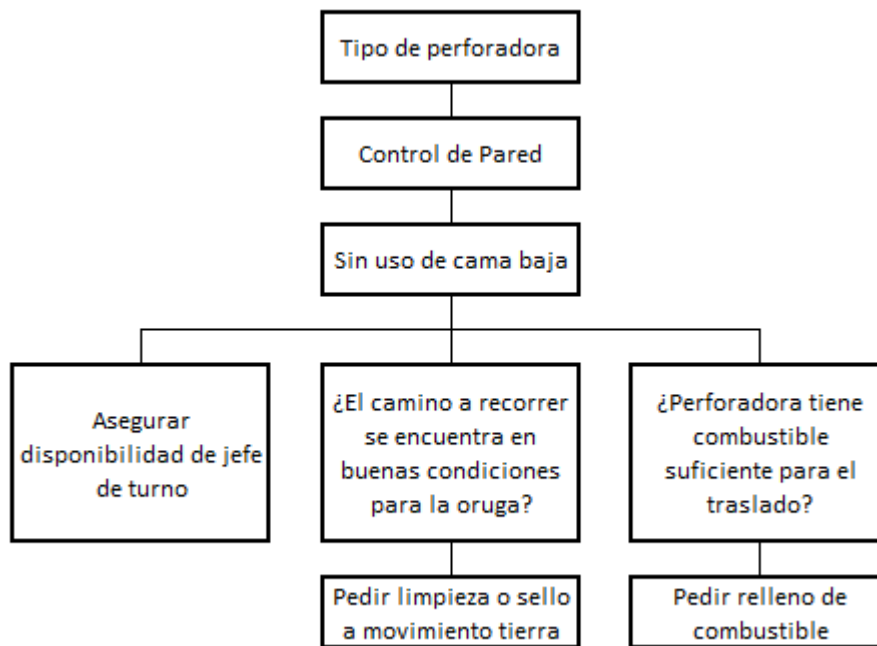 Tipo de perforadora
Control de Pared
Sin uso de cama baja
Asegurar
disponibilidad de jefe
de turno
¿El camino a recorrer
se encuentra en
buenas condiciones
para la oruga?
¿Perforadora tiene
combustible
suficiente para el
traslado?
Pedir limpieza o sello
a movimiento tierra
Pedir relleno de
combustible